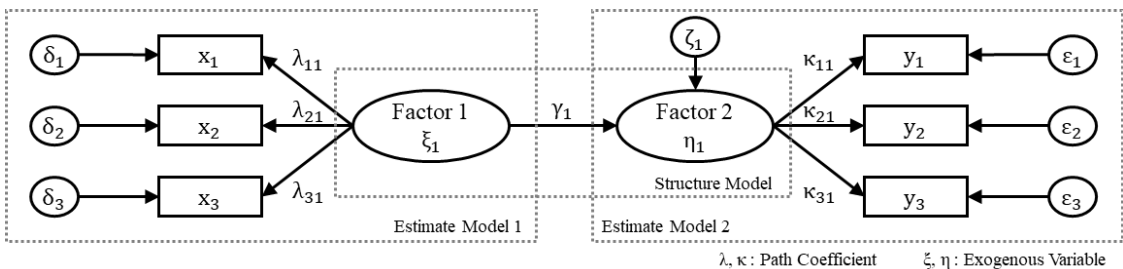 δ₁ x₁ λ₁₁ ζ₁ κ₁₁ y₁ ε₁
Factor 1 γ₁ Factor 2
δ₂ x₂ λ₂₁ ξ₁ η₁ κ₂₁ y₂ ε₂
δ₃ x₃ λ₃₁ Structure Model κ₃₁ y₃ ε₃
Estimate Model 1 Estimate Model 2
λ, κ : Path Coefficient ξ, η : Exogenous Variable